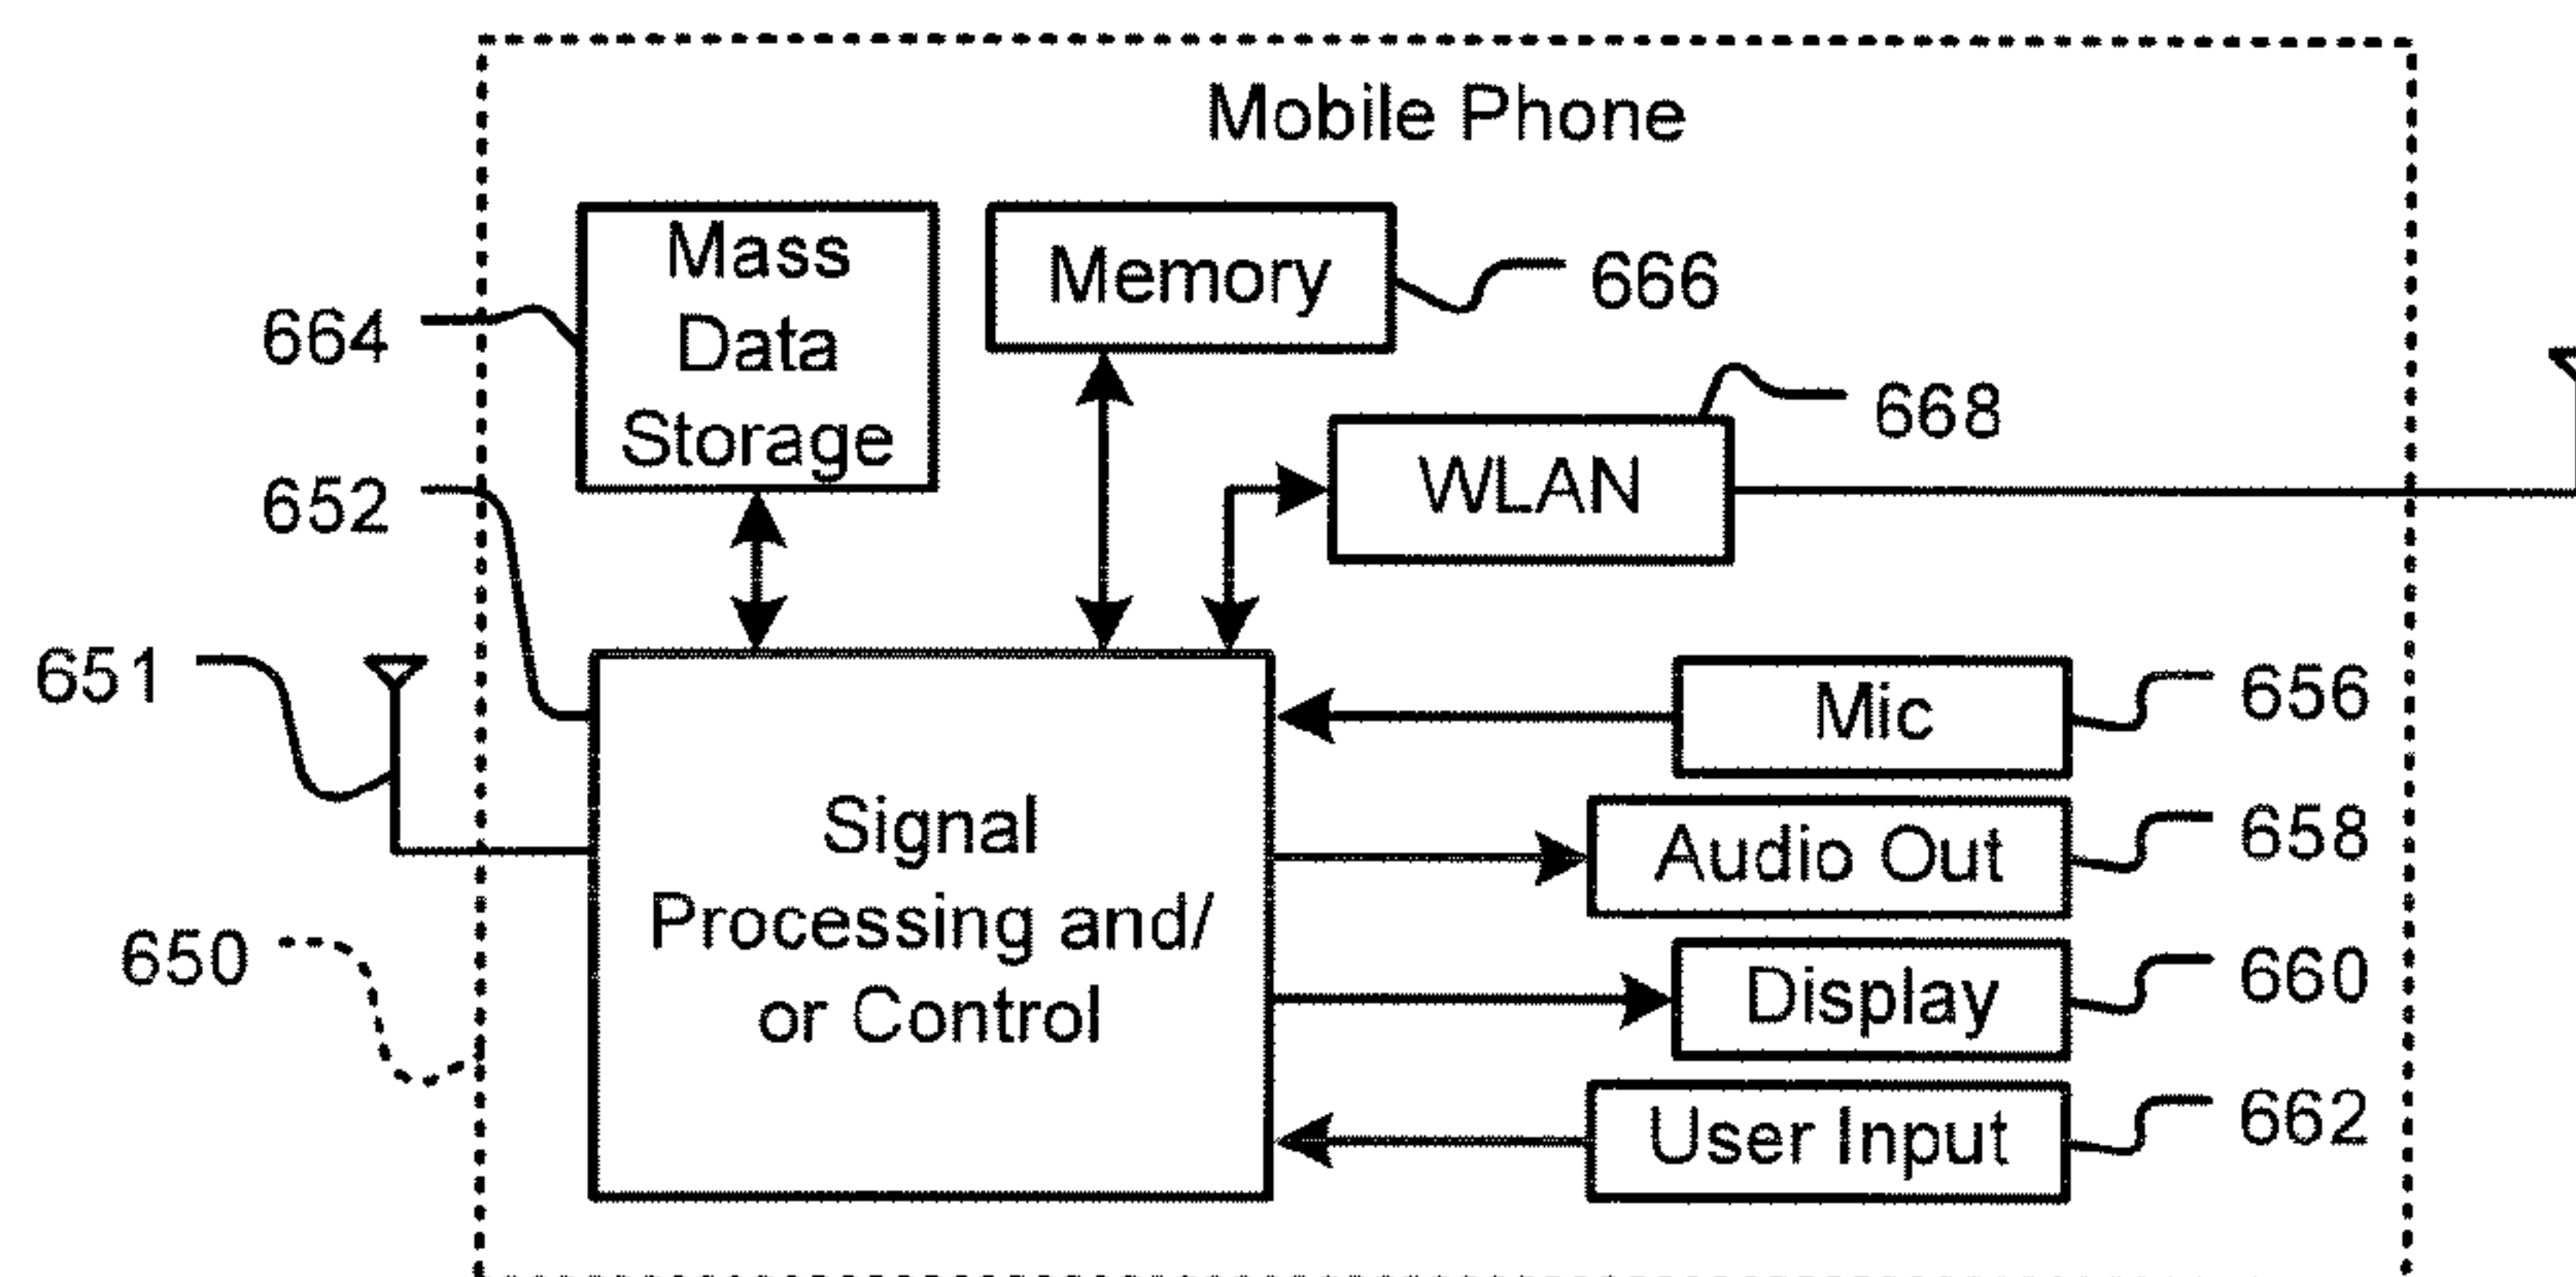 Mobile Phone
Mass
Data
Storage
Memory
666
664
668
WLAN
652
651
Mic
656
Signal
Processing and/
or Control
Audio Out
658
650
Display
660
User Input
662